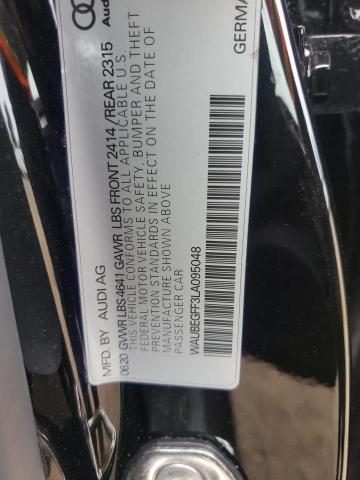 Audi
GERMA
MFD. BY AUDI AG
06.20 GVWR LBS 4641 GAWR LBS FRONT 2414 / REAR 2315
THIS VEHICLE CONFORMS TO ALL APPLICABLE U.S.
FEDERAL MOTOR VEHICLE SAFETY, BUMPER AND THEFT
PREVENTION STANDARDS IN EFFECT ON THE DATE OF
MANUFACTURE SHOWN ABOVE
PASSENGER CAR
WAUBEGFF3LA095048